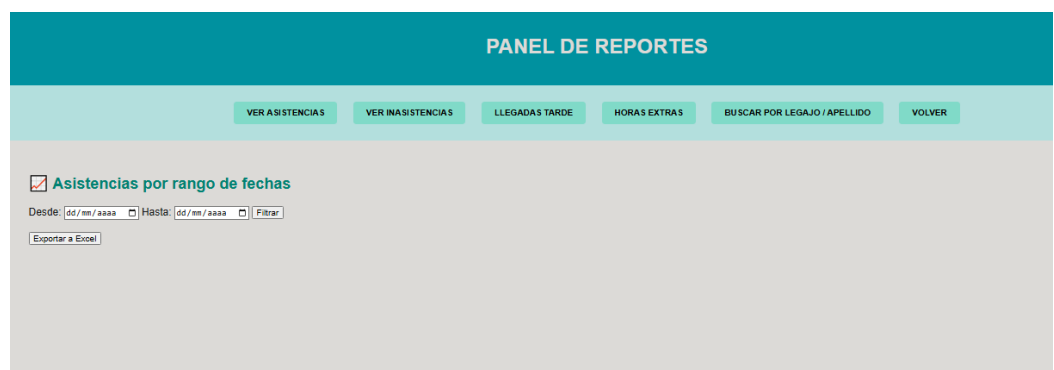 PANEL DE REPORTES
VER ASISTENCIAS VER INASISTENCIAS LLEGADAS TARDE HORAS EXTRAS BUSCAR POR LEGAJO / APELLIDO VOLVER
Asistencias por rango de fechas
Desde: dd/mm/aaaa Hasta: dd/mm/aaaa Filtrar
Exportar a Excel